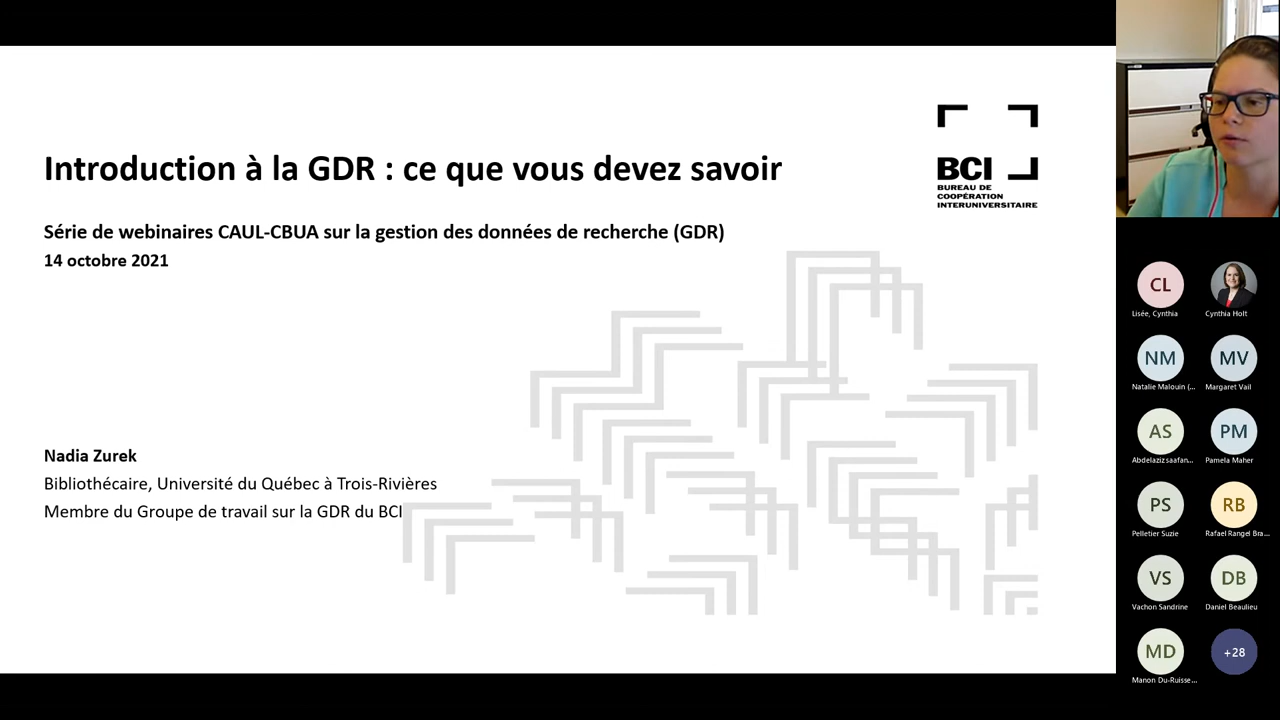 Introduction à la GDR : ce que vous devez savoir
Série de webinaires CAUL-CBUA sur la gestion des données de recherche (GDR)
14 octobre 2021
BCI
BUREAU DE
COOPÉRATION
INTERUNIVERSITAIRE
Nadia Zurek
Bibliothécaire, Université du Québec à Trois-Rivières
Membre du Groupe de travail sur la GDR du BCI
CL
Lisée, Cynthia
Cynthia Holt
NM
Natalie Malouin (...
MV
Margaret Vail
AS
Abdelaziz saafan...
PM
Pamela Maher
PS
Pelletier Suzie
RB
Rafael Rangel Bra...
VS
Vachon Sandrine
DB
Daniel Beaulieu
MD
Manon Du-Ruisse...
+28